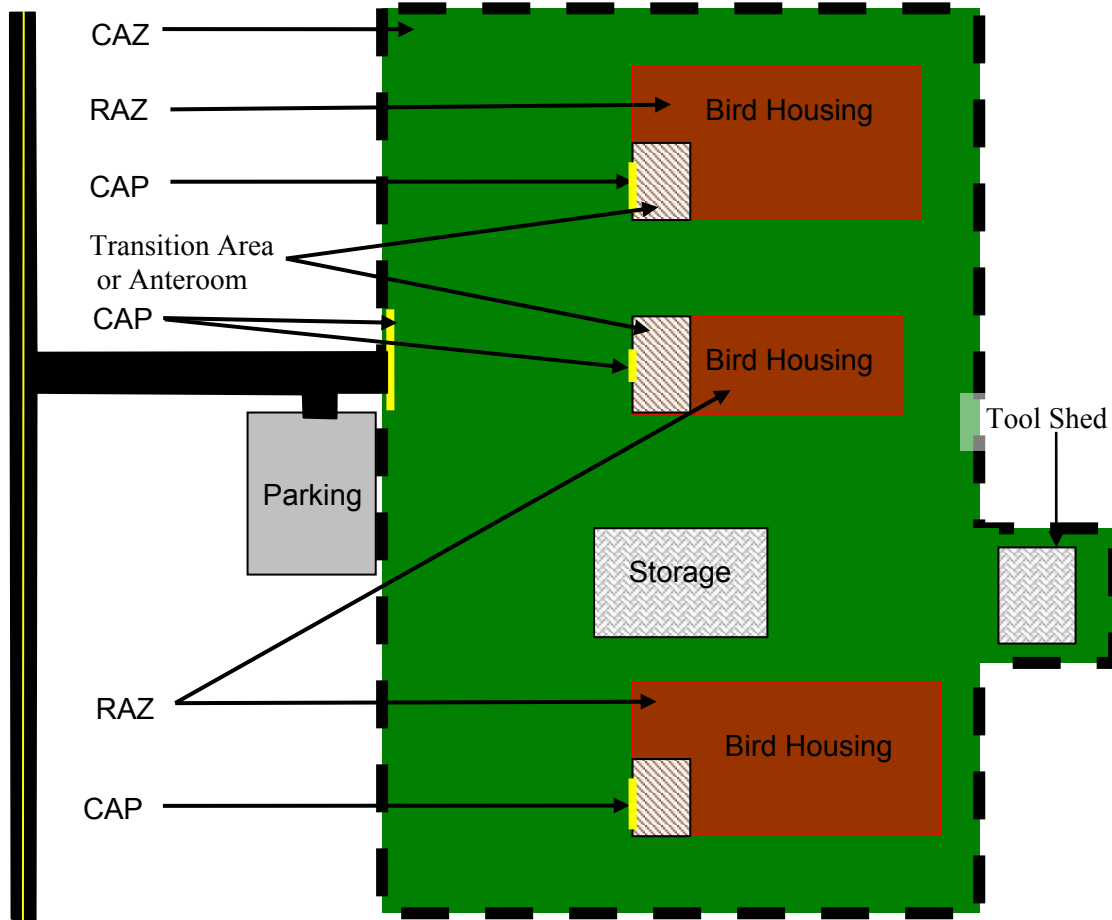 CAZ
RAZ
Bird Housing
CAP
Transition Area
or Anteroom
CAP
Bird Housing
Tool Shed
Parking
Storage
RAZ
Bird Housing
CAP